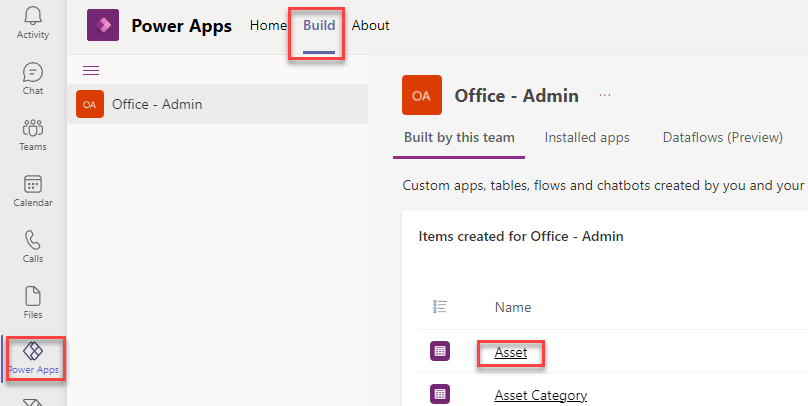 Activity
Chat
Teams
Calendar
Calls
Files
Power Apps
Power Apps Home Build About
OA Office - Admin
OA Office - Admin ...
Built by this team Installed apps Dataflows (Preview)
Custom apps, tables, flows and chatbots created by you and your
Items created for Office - Admin
Name
Asset
Asset Category